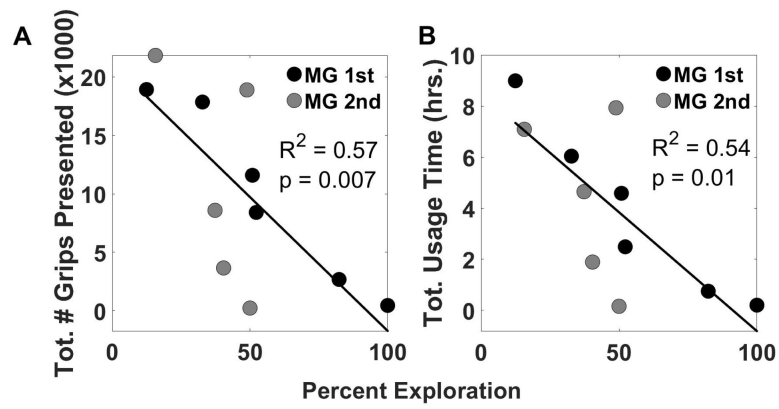 A
Tot. # Grips Presented (x1000)
20
15
10
5
0
0
50
100
MG 1st
MG 2nd
R² = 0.57
p = 0.007
B
Tot. Usage Time (hrs.)
10
8
6
4
2
0
0
50
100
MG 1st
MG 2nd
R² = 0.54
p = 0.01
Percent Exploration